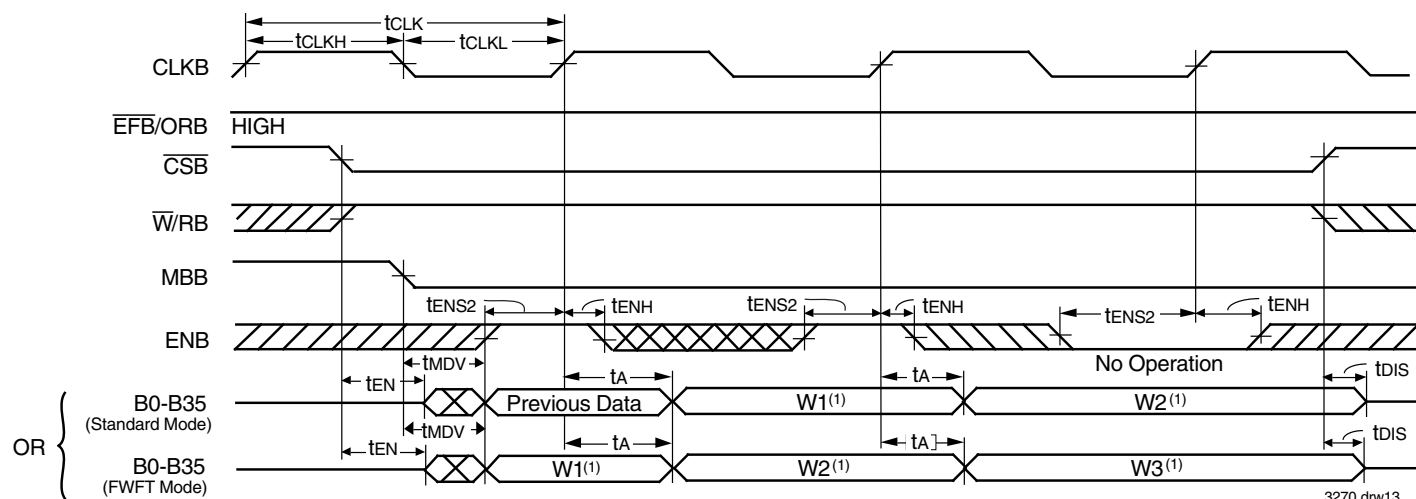 tCLK
tCLKH
tCLKL
CLKB
EFB/ORB HIGH
CSB
W/RB
MBB
tENS2 tENH tENS2 tENH tENS2 tENH
ENB
No Operation
tMDV
tEN tA tA tDIS
B0-B35 Previous Data W1(1) W2(1)
(Standard Mode)
OR
tMDV
tEN tA tA tDIS
B0-B35 W1(1) W2(1) W3(1)
(FWFT Mode)
3270 drw13